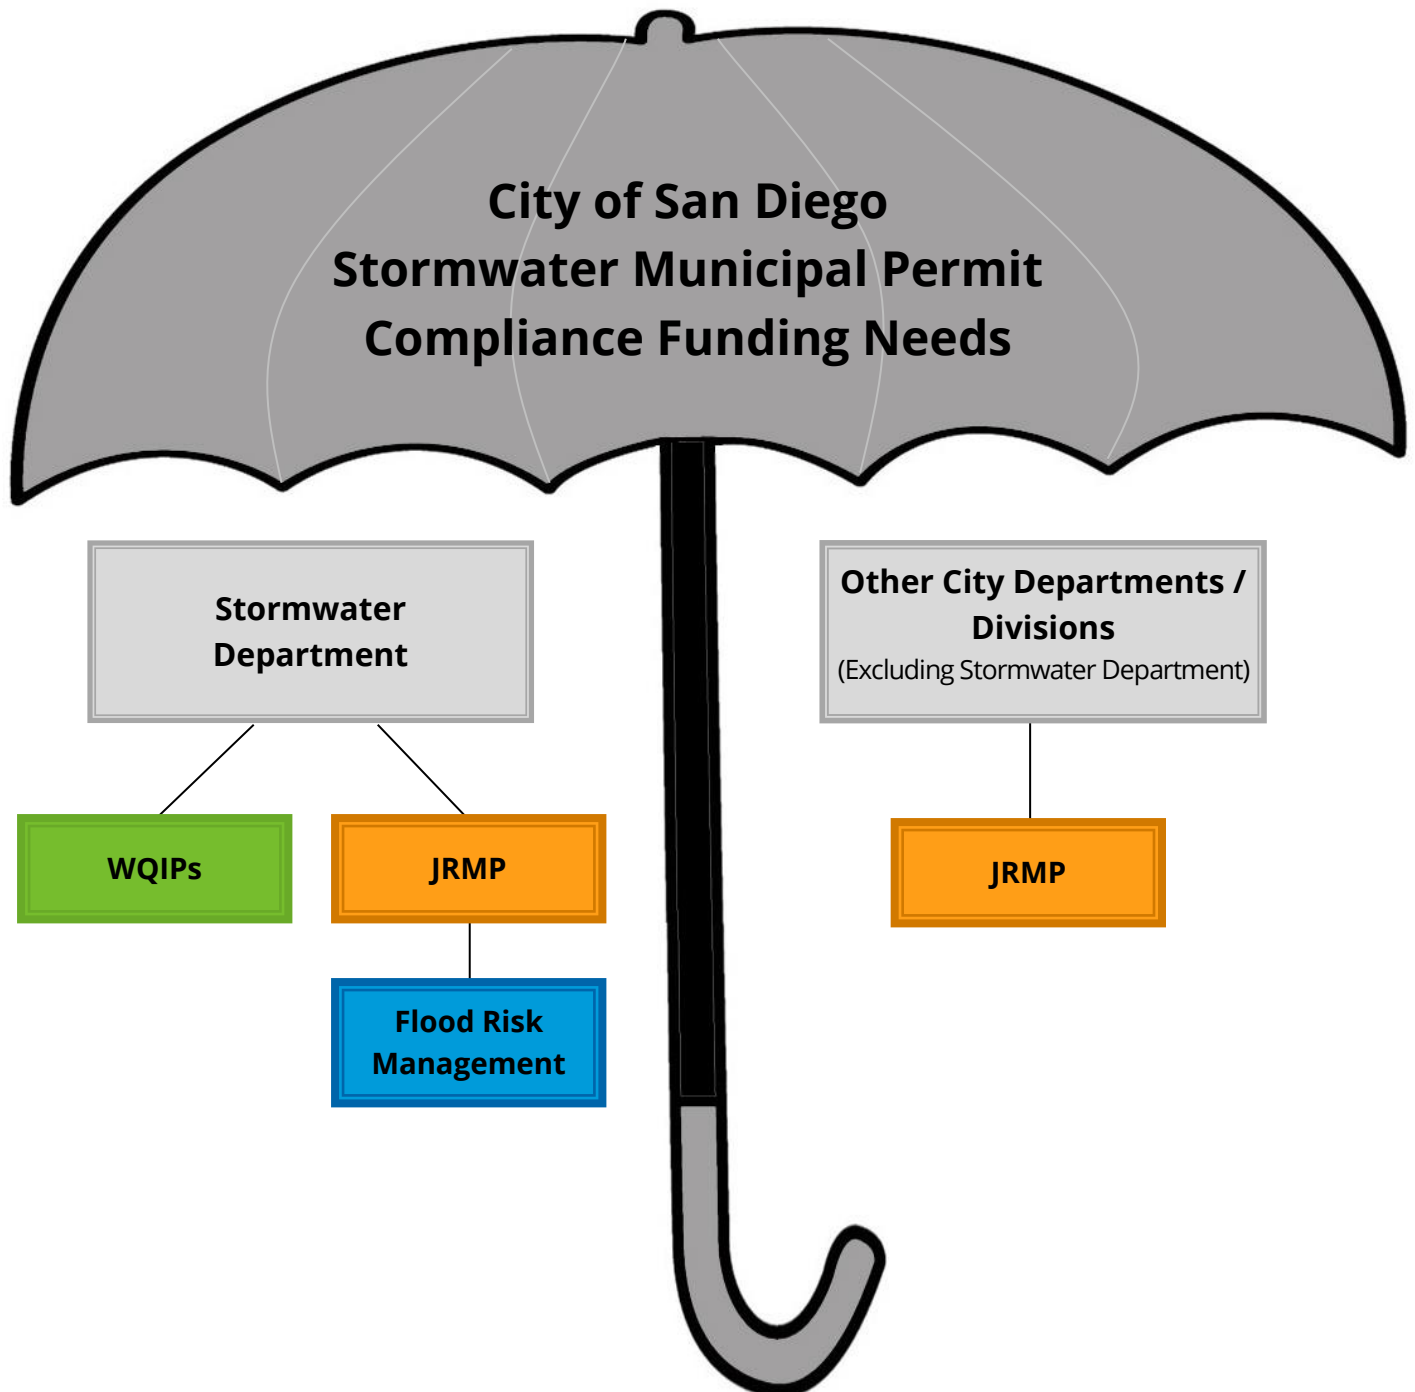 City of San Diego
Stormwater Municipal Permit
Compliance Funding Needs
Stormwater
Department
Other City Departments /
Divisions
(Excluding Stormwater Department)
WQIPs
JRMP
JRMP
Flood Risk
Management